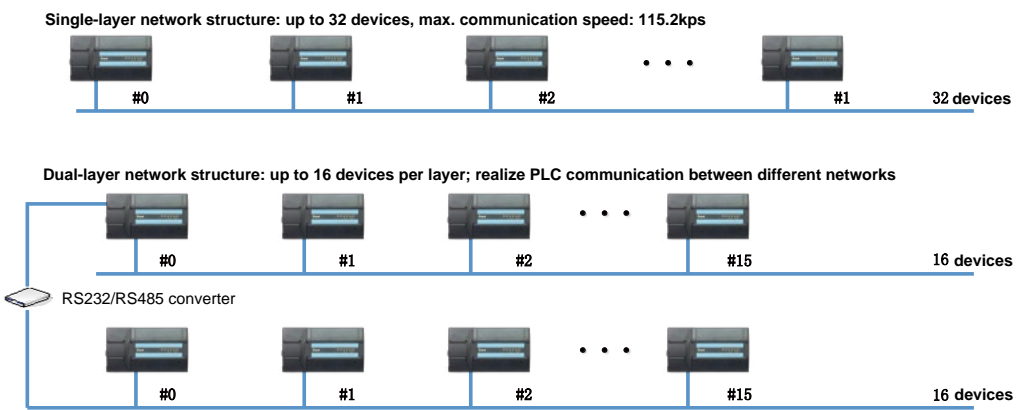 Single-layer network structure: up to 32 devices, max. communication speed: 115.2kps
#0 #1 #2 #1 32 devices
Dual-layer network structure: up to 16 devices per layer; realize PLC communication between different networks
#0 #1 #2 #15 16 devices
RS232/RS485 converter
#0 #1 #2 #15 16 devices